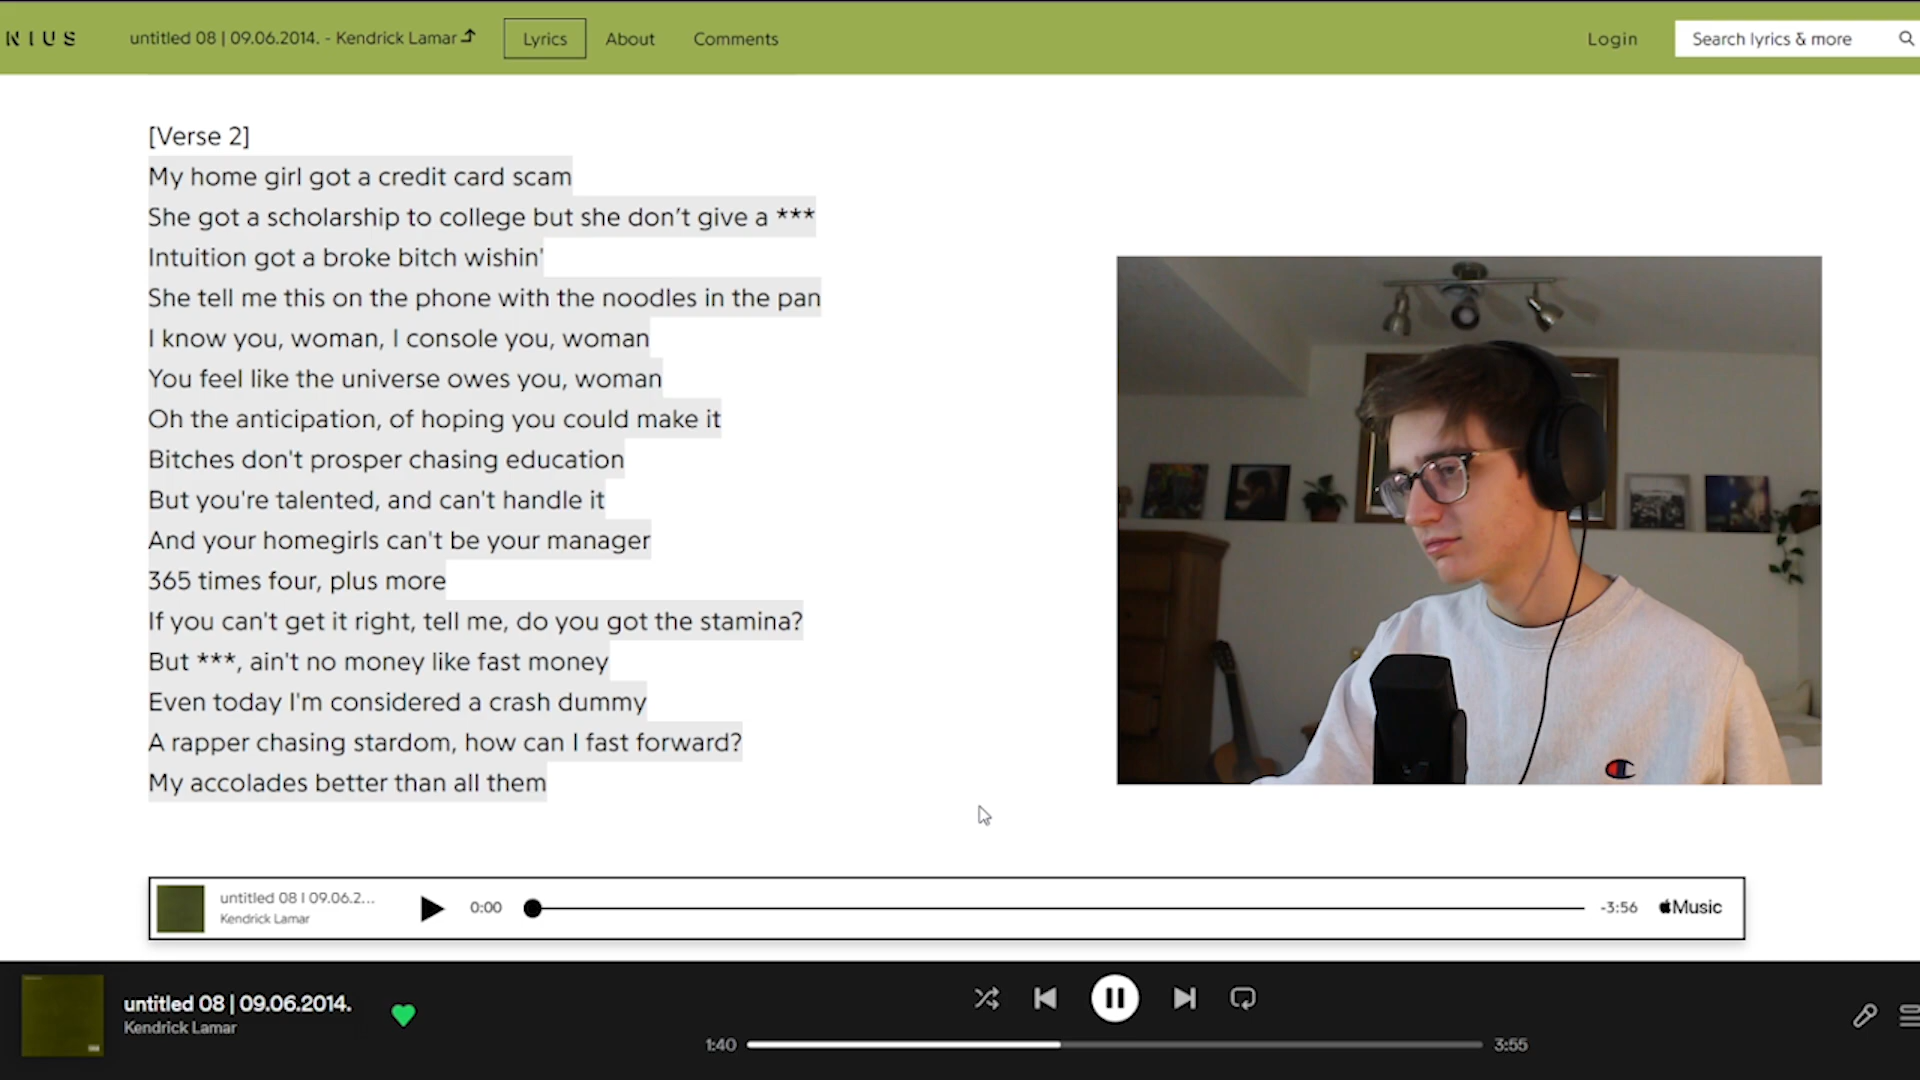 NIUS
untitled 08 | 09.06.2014. - Kendrick Lamar
Lyrics
About
Comments
Login
Search lyrics & more
[Verse 2]
My home girl got a credit card scam
She got a scholarship to college but she don't give a ***
Intuition got a broke bitch wishin'
She tell me this on the phone with the noodles in the pan
I know you, woman, I console you, woman
You feel like the universe owes you, woman
Oh the anticipation, of hoping you could make it
Bitches don't prosper chasing education
But you're talented, and can't handle it
And your homegirls can't be your manager
365 times four, plus more
If you can't get it right, tell me, do you got the stamina?
But ***, ain't no money like fast money
Even today I'm considered a crash dummy
A rapper chasing stardom, how can I fast forward?
My accolades better than all them
untitled 08 | 09.06.2...
Kendrick Lamar
0:00
-3:56
Music
untitled 08 | 09.06.2014.
Kendrick Lamar
1:40
3:55